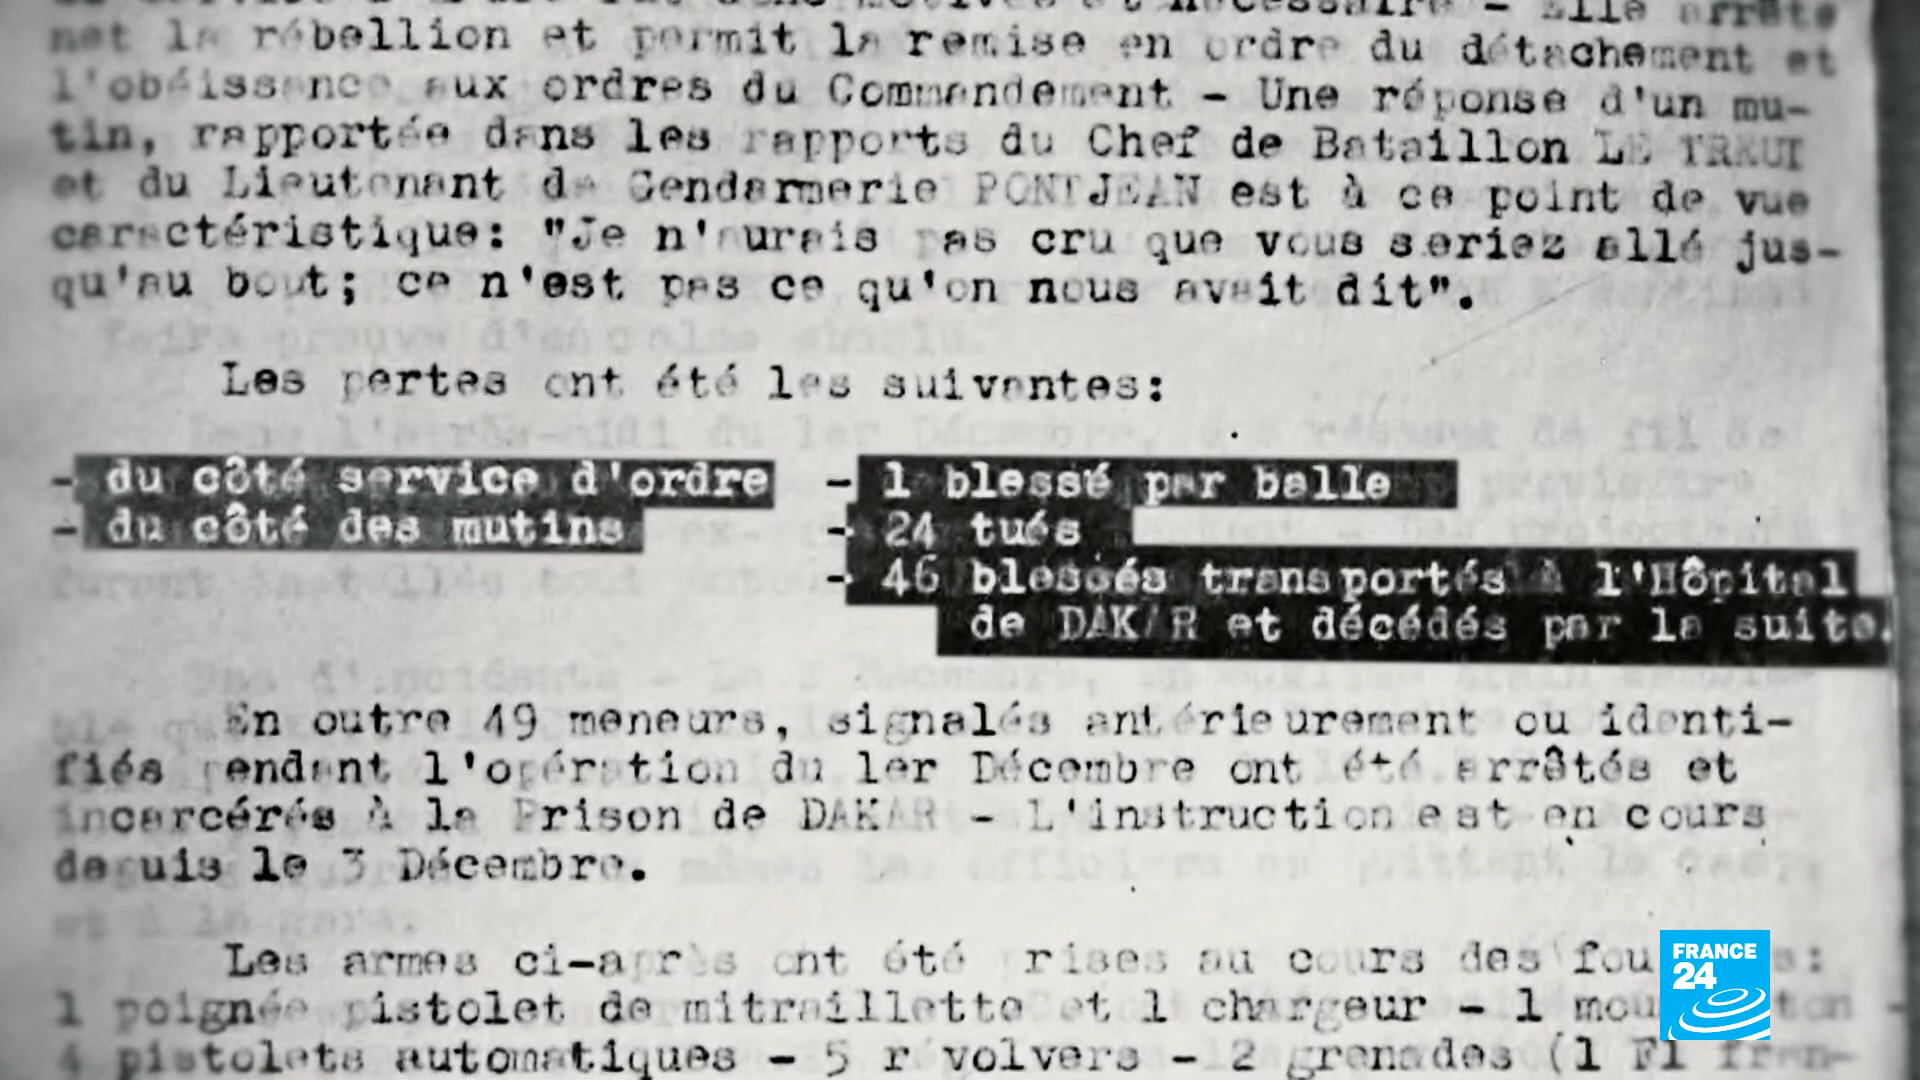 net la rébellion et permit la remise en ordre du détachement et
l'obéissance aux ordres du Commandement - Une réponse d'un mu-
tin, rapportée dans les rapports du Chef de Bataillon LE TREUT
et du Lieutenant de Gendarmerie PONTJEAN est à ce point de vue
caractéristique: "Je n'aurais pas cru que vous seriez allé jus-
qu'au bout; ce n'est pas ce qu'on nous avait dit".
Les pertes ont été les suivantes:
- du côté service d'ordre - 1 blessé par balle
- du côté des mutins - 24 tués
- 46 blessés transportés à l'Hôpital
de DAKAR et décédés par la suite.
En outre 49 meneurs, signalés antérieurement ou identi-
fiés pendant l'opération du 1er Décembre ont été arrêtés et
incarcérés à la Prison de DAKAR - L'instruction est en cours
depuis le 3 Décembre.
Les armes ci-après ont été prises au cours des fou
1 poignée pistolet de mitraillette et 1 chargeur - 1 mou
4 pistolets automatiques - 5 révolvers - 2 grenades (1 F1 fran-
FRANCE
24